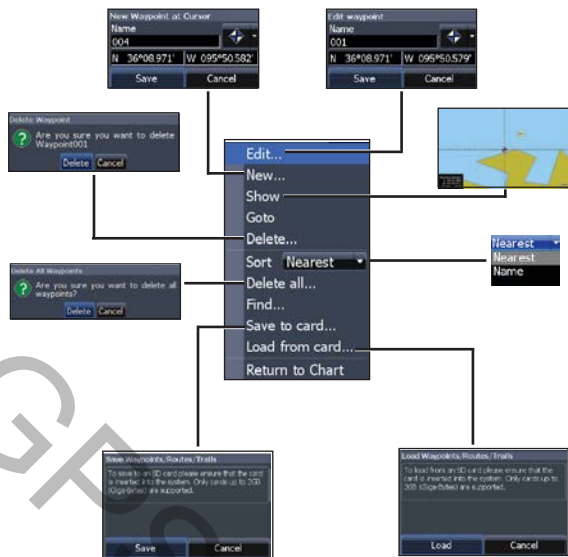 New Waypoint at Cursor
Name
004
N 36°08.971' W 095°50.582'
Save Cancel
Edit waypoint
Name
001
N 36°08.971' W 095°50.579'
Save Cancel
Delete Waypoint
Are you sure you want to delete
Waypoint001
Delete Cancel
Edit...
New...
Show
Goto
Delete...
Sort Nearest
Delete all...
Find...
Save to card...
Load from card...
Return to Chart
Nearest
Nearest
Name
Delete All Waypoints
Are you sure you want to delete all
waypoints?
Delete Cancel
Save Waypoints/Routes/Trails
To save to an SD card please ensure that the card
is inserted into the system. Only cards up to 2GB
(Giga-Bytes) are supported.
Save Cancel
Load Waypoints/Routes/Trails
To load from an SD card please ensure that the
card is inserted into the system. Only cards up to
2GB (Giga-Bytes) are supported.
Load Cancel
GPS